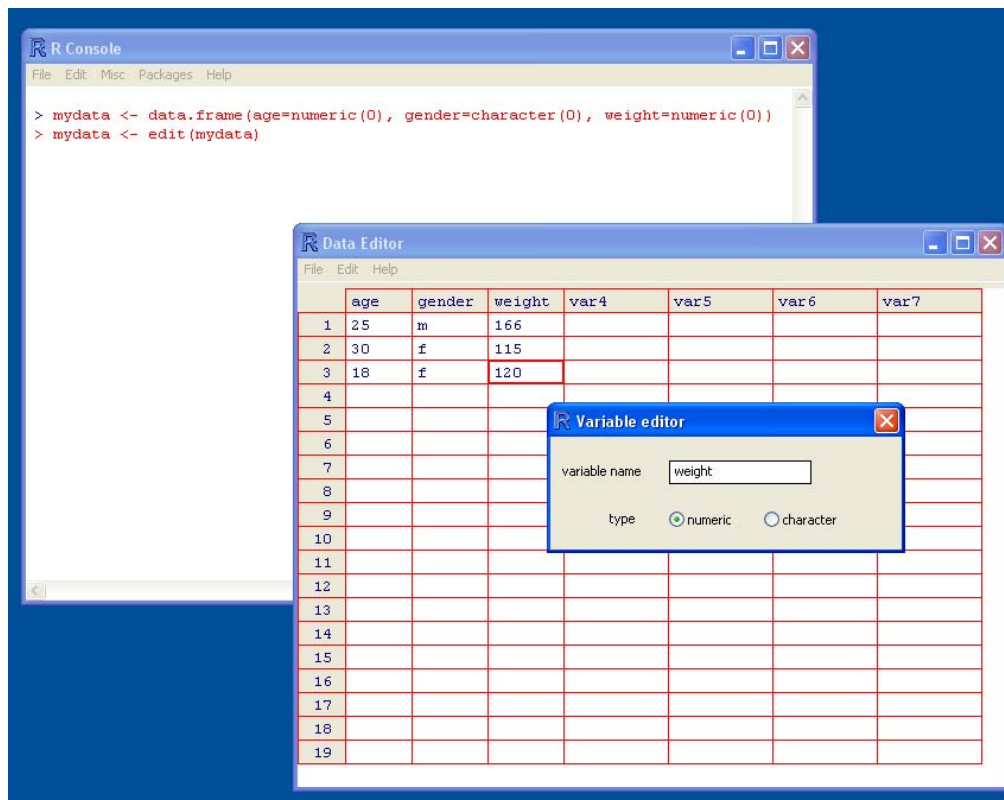 R Console
File Edit Misc Packages Help
> mydata <- data.frame(age=numeric(0), gender=character(0), weight=numeric(0))
> mydata <- edit(mydata)
Data Editor
File Edit Help
age gender weight var4 var5 var6 var7
1 25 m 166
2 30 f 115
3 18 f 120
4
5
6
7
8
9
10
11
12
13
14
15
16
17
18
19
Variable editor
variable name weight
type numeric character